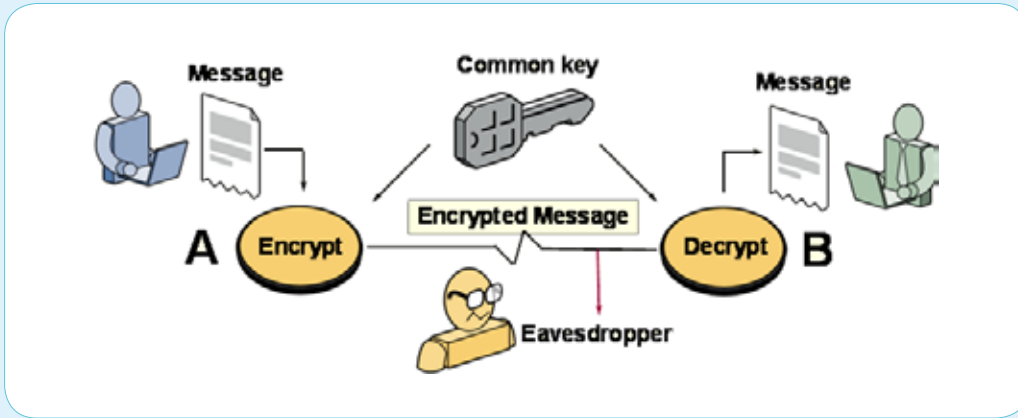 Message
Common key
Message
Encrypted Message
A
Encrypt
Decrypt
B
Eavesdropper